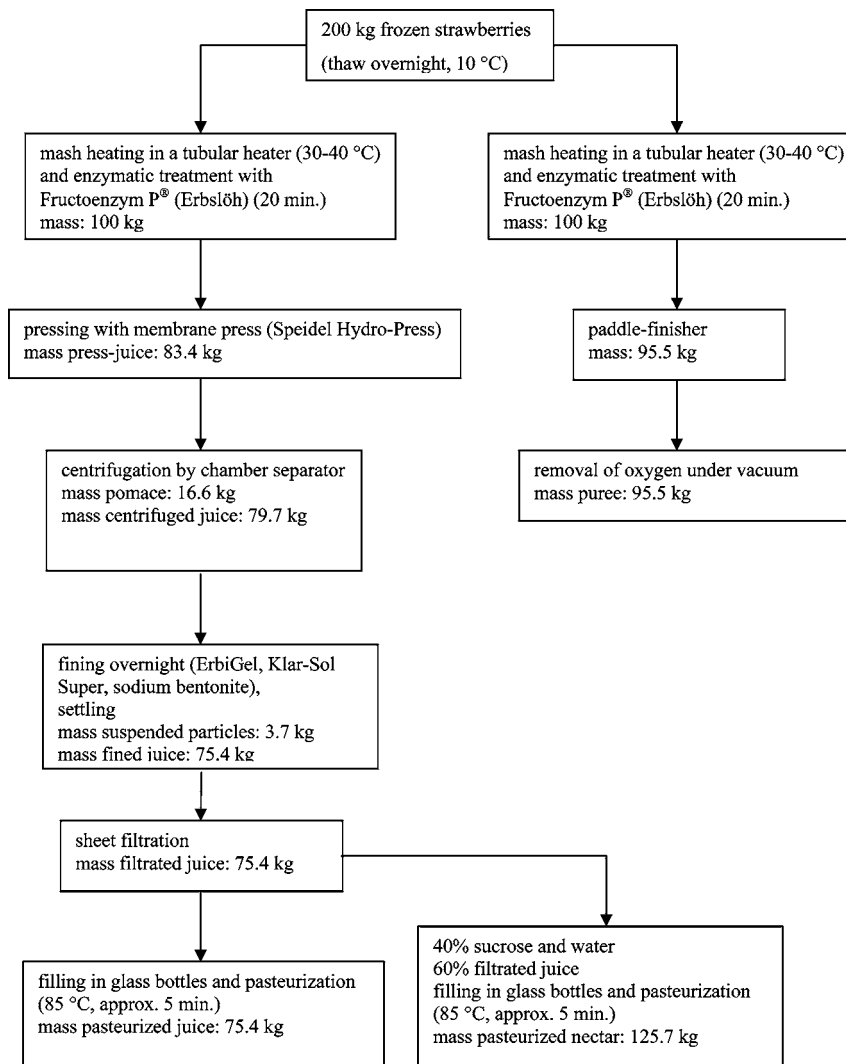 200 kg frozen strawberries
(thaw overnight, 10 °C)
mash heating in a tubular heater (30-40 °C)
and enzymatic treatment with
Fructoenzym P® (Erbslöh) (20 min.)
mass: 100 kg
mash heating in a tubular heater (30-40 °C)
and enzymatic treatment with
Fructoenzym P® (Erbslöh) (20 min.)
mass: 100 kg
pressing with membrane press (Speidel Hydro-Press)
mass press-juice: 83.4 kg
paddle-finisher
mass: 95.5 kg
centrifugation by chamber separator
mass pomace: 16.6 kg
mass centrifuged juice: 79.7 kg
removal of oxygen under vacuum
mass puree: 95.5 kg
fining overnight (ErbiGel, Klar-Sol
Super, sodium bentonite),
settling
mass suspended particles: 3.7 kg
mass fined juice: 75.4 kg
sheet filtration
mass filtrated juice: 75.4 kg
filling in glass bottles and pasteurization
(85 °C, approx. 5 min.)
mass pasteurized juice: 75.4 kg
40% sucrose and water
60% filtrated juice
filling in glass bottles and pasteurization
(85 °C, approx. 5 min.)
mass pasteurized nectar: 125.7 kg